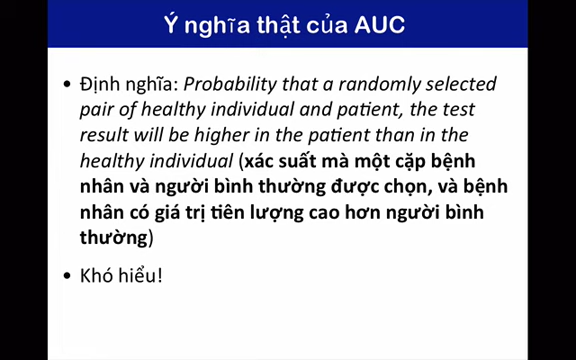 Ý nghĩa thật của AUC
• Định nghĩa: Probability that a randomly selected
pair of healthy individual and patient, the test
result will be higher in the patient than in the
healthy individual (xác suất mà một cặp bệnh
nhân và người bình thường được chọn, và bệnh
nhân có giá trị tiên lượng cao hơn người bình
thường)
• Khó hiểu!